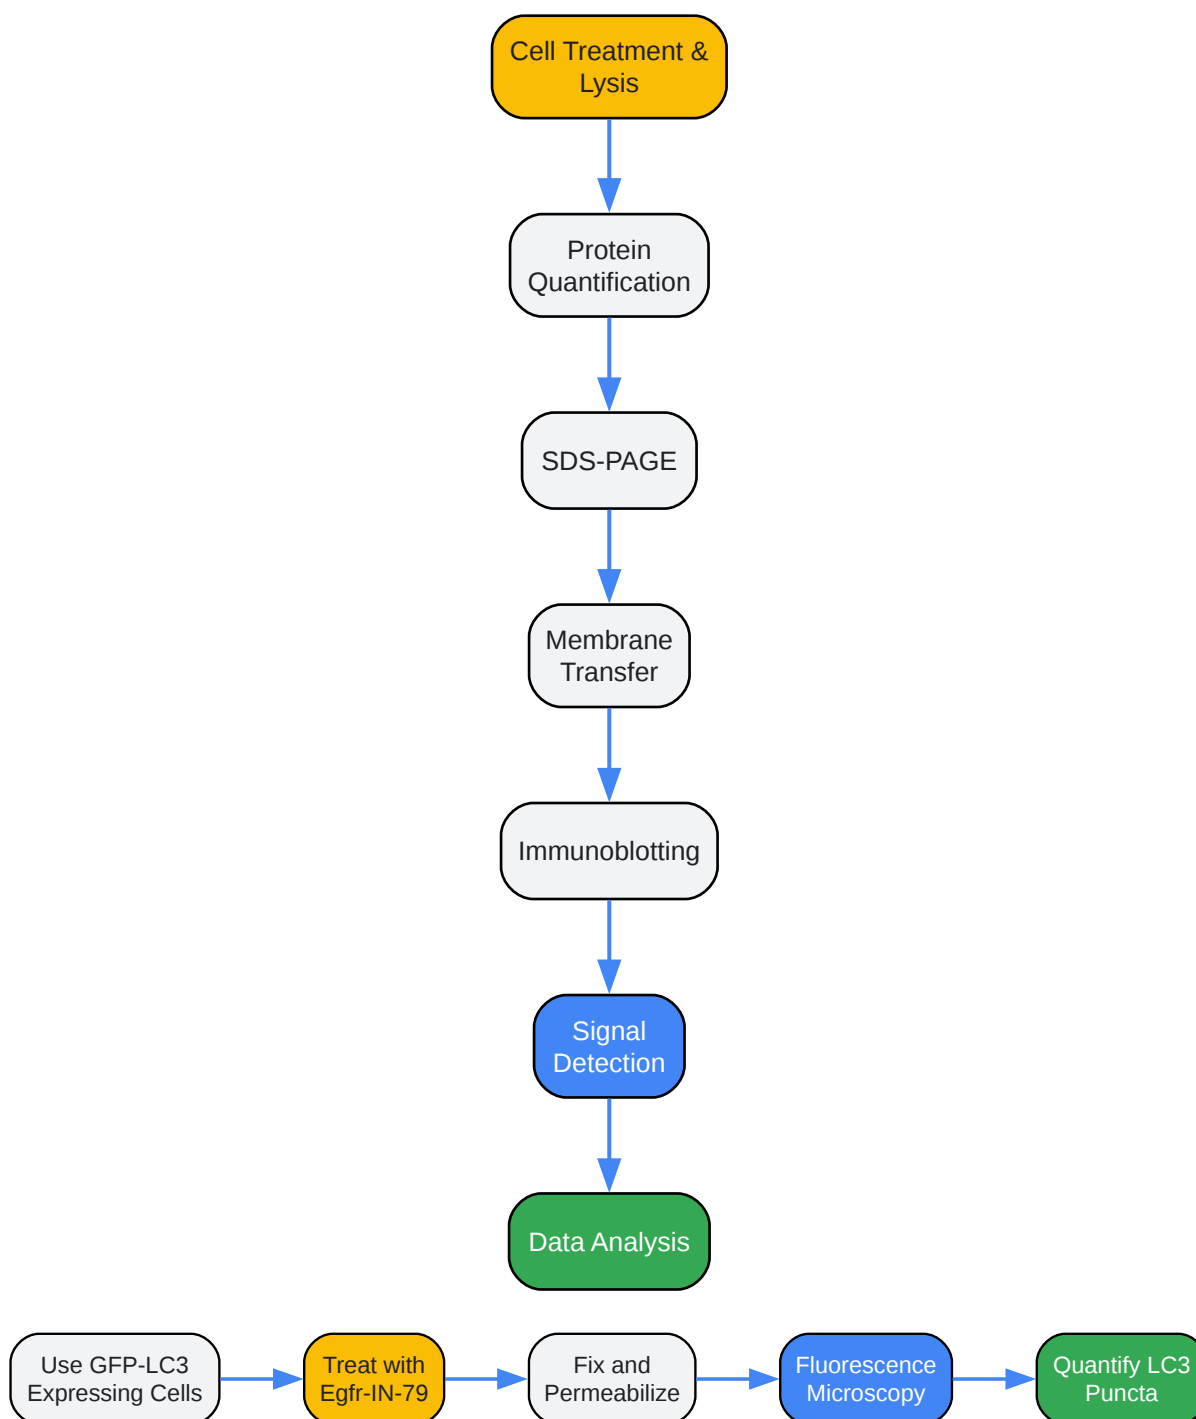 Cell Treatment &
Lysis
Protein
Quantification
SDS-PAGE
Membrane
Transfer
Immunoblotting
Signal
Detection
Data Analysis
Use GFP-LC3
Expressing Cells
Treat with
Egfr-IN-79
Fix and
Permeabilize
Fluorescence
Microscopy
Quantify LC3
Puncta